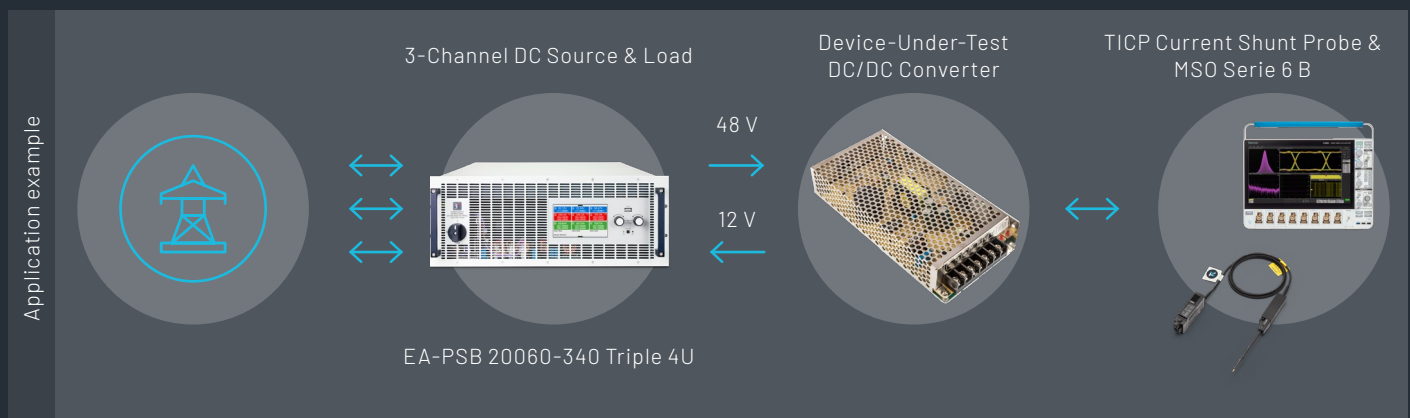 Application example
3-Channel DC Source & Load
EA-PSB 20060-340 Triple 4U
48 V
12 V
Device-Under-Test
DC/DC Converter
TICP Current Shunt Probe &
MSO Serie 6 B